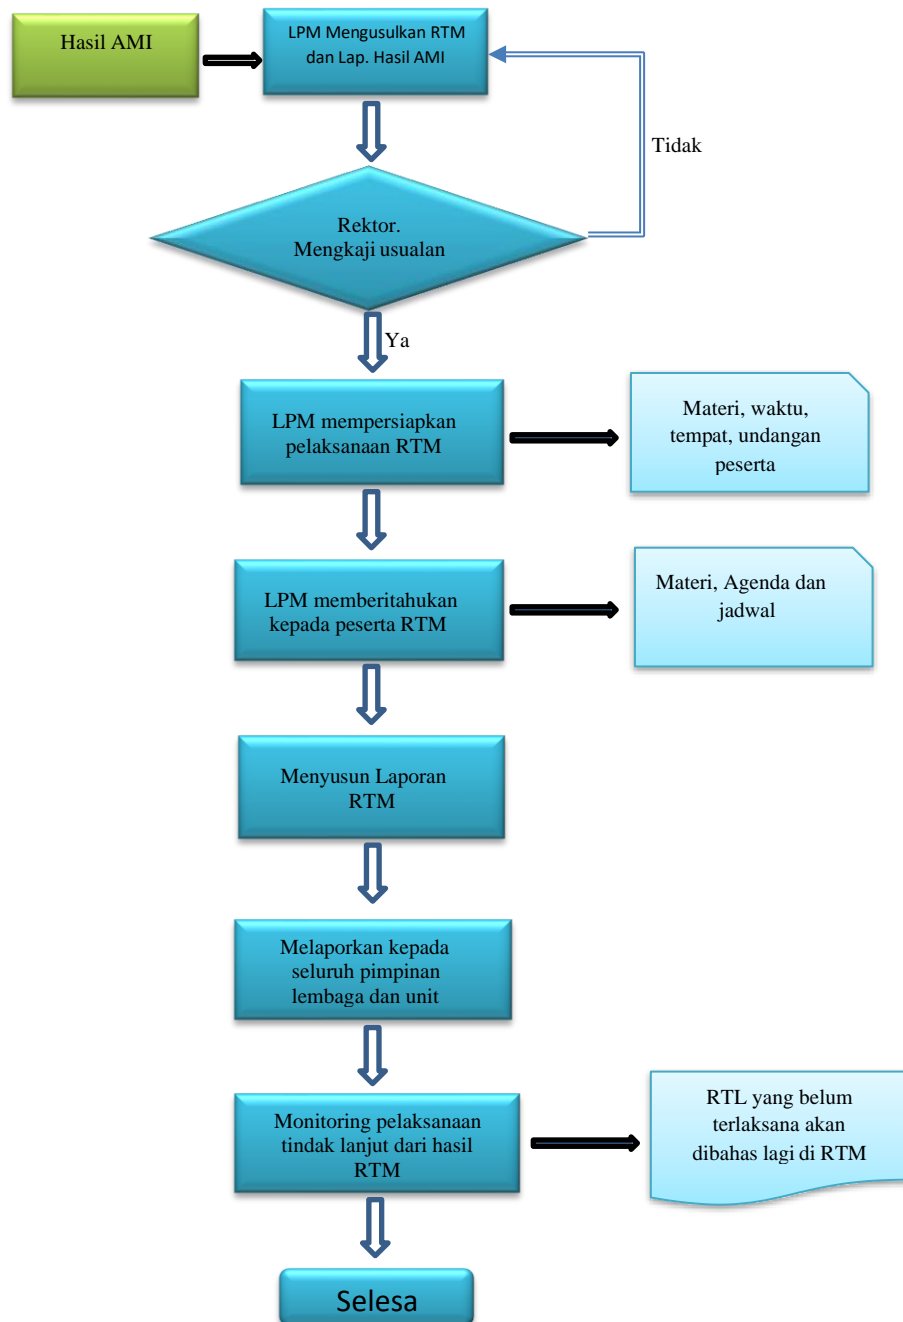 Hasil AMI
LPM Mengusulkan RTM
dan Lap. Hasil AMI
Tidak
Rektor.
Mengkaji usualan
Ya
LPM mempersiapkan
pelaksanaan RTM
Materi, waktu,
tempat, undangan
peserta
LPM memberitahukan
kepada peserta RTM
Materi, Agenda dan
jadwal
Menyusun Laporan
RTM
Melaporkan kepada
seluruh pimpinan
lembaga dan unit
Monitoring pelaksanaan
tindak lanjut dari hasil
RTM
RTL yang belum
terlaksana akan
dibahas lagi di RTM
Selesa